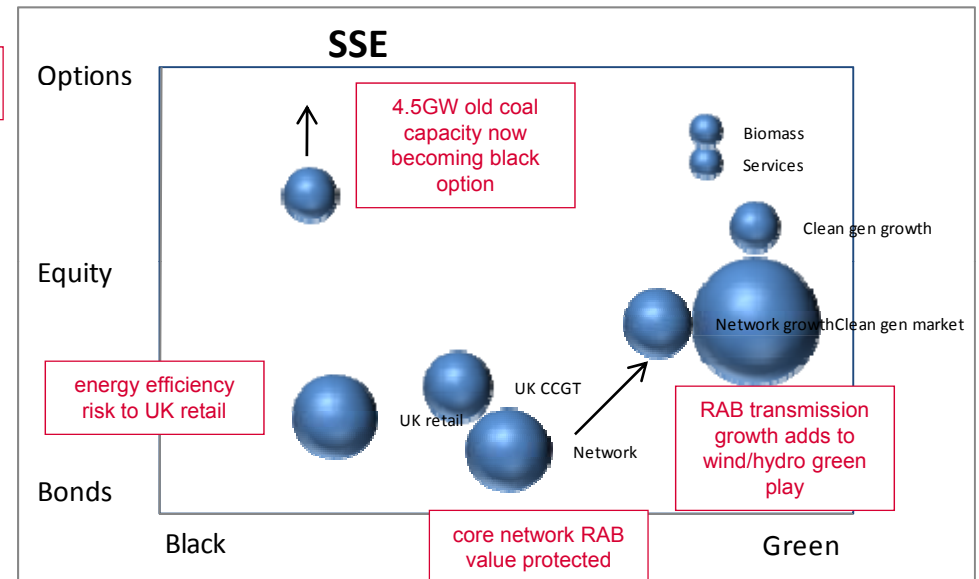 SSE
Options
4.5GW old coal
capacity now
becoming black
option
Biomass
Services
Clean gen growth
Equity
Network growthClean gen market
energy efficiency
risk to UK retail
UK CCGT
UK retail
Network
RAB transmission
growth adds to
wind/hydro green
play
Bonds
core network RAB
value protected
Black
Green